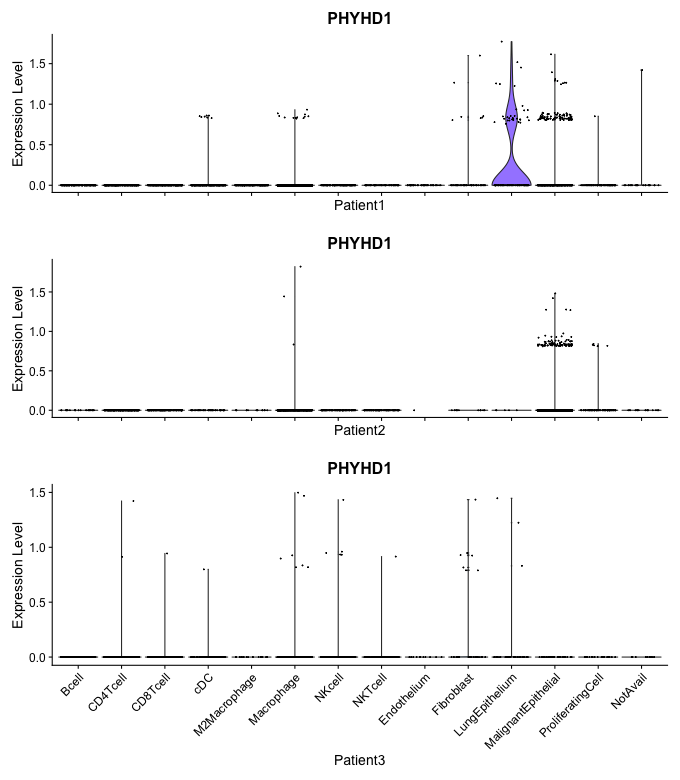 PHYHD1
Expression Level
1.5
1.0
0.5
0.0
Patient1
PHYHD1
Expression Level
1.5
1.0
0.5
0.0
Patient2
PHYHD1
Expression Level
1.5
1.0
0.5
0.0
Bcell
CD4Tcell
CD8Tcell
cDC
M2Macrophage
Macrophage
NKcell
NKTcell
Endothelium
Fibroblast
LungEpithelium
MalignantEpithelial
ProliferatingCell
NotAvail
Patient3